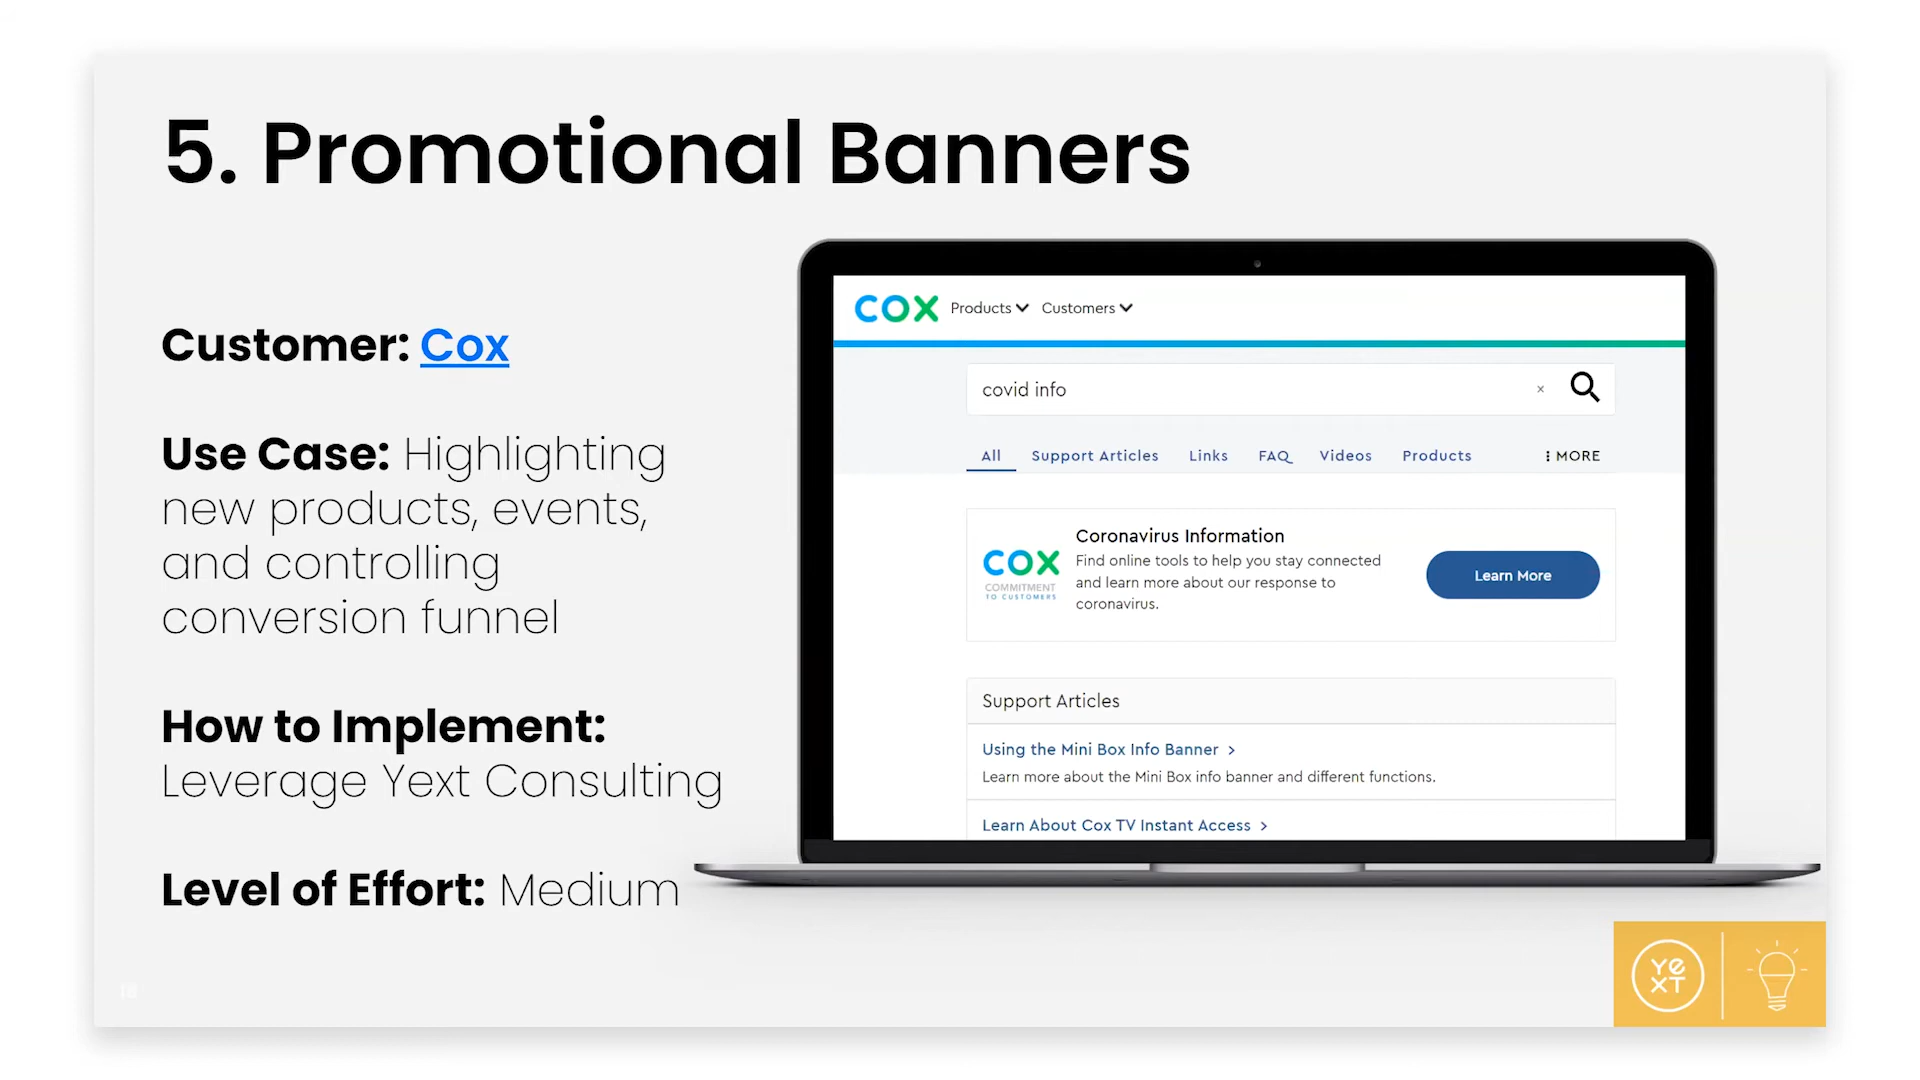 5. Promotional Banners
Customer: Cox
Use Case: Highlighting
new products, events,
and controlling
conversion funnel
How to Implement:
Leverage Yext Consulting
Level of Effort: Medium
COX Products Customers
covid info ×
All Support Articles Links FAQ Videos Products MORE
Coronavirus Information
Find online tools to help you stay connected
and learn more about our response to
coronavirus.
COX
COMMITMENT
TO CUSTOMERS
Learn More
Support Articles
Using the Mini Box Info Banner >
Learn more about the Mini Box info banner and different functions.
Learn About Cox TV Instant Access >
YE
XT